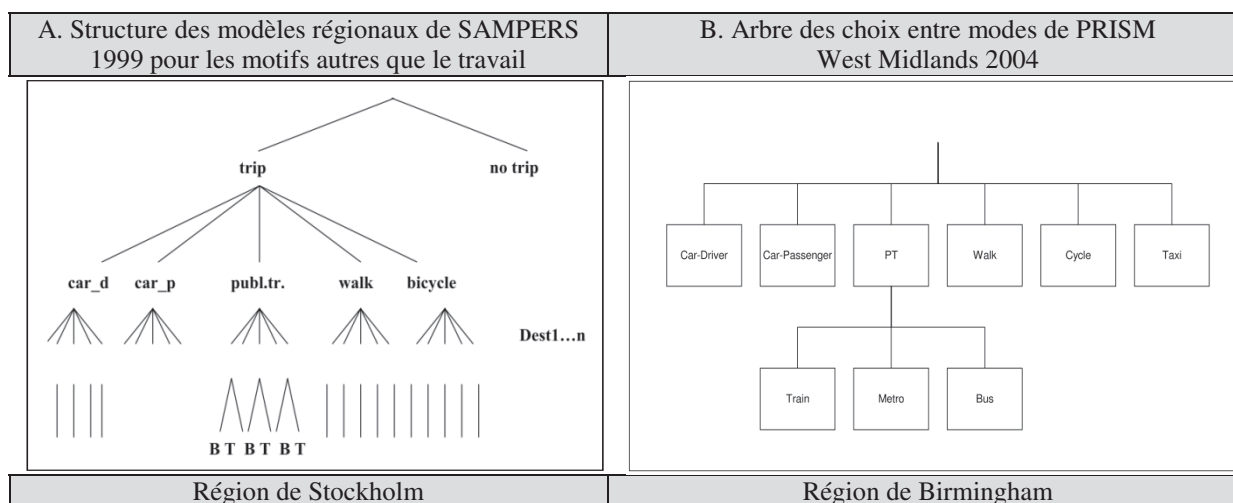 A. Structure des modèles régionaux de SAMPERS
1999 pour les motifs autres que le travail
B. Arbre des choix entre modes de PRISM
West Midlands 2004
trip
no trip
car_d car_p publ.tr. walk bicycle
Dest1…n
B T B T B T
Car-Driver Car-Passenger PT Walk Cycle Taxi
Train Metro Bus
Région de Stockholm
Région de Birmingham